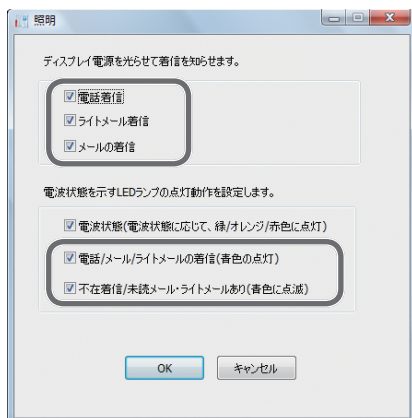 照明
ディスプレイ電源を光らせて着信を知らせます。
電話着信
ライトメール着信
メールの着信
電波状態を示すLEDランプの点灯動作を設定します。
電波状態(電波状態に応じて、緑/オレンジ/赤色に点灯)
電話/メール/ライトメールの着信(青色の点灯)
不在着信/未読メール・ライトメールあり(青色に点滅)
OK
キャンセル